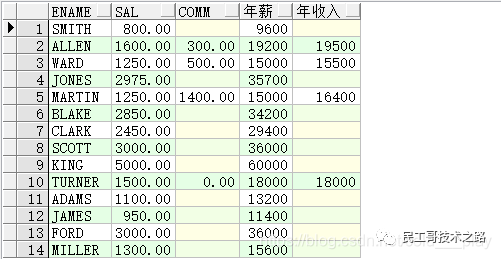 ENAME SAL COMM 年薪 年收入
1 SMITH 800.00 9600
2 ALLEN 1600.00 300.00 19200 19500
3 WARD 1250.00 500.00 15000 15500
4 JONES 2975.00 35700
5 MARTIN 1250.00 1400.00 15000 16400
6 BLAKE 2850.00 34200
7 CLARK 2450.00 29400
8 SCOTT 3000.00 36000
9 KING 5000.00 60000
10 TURNER 1500.00 0.00 18000 18000
11 ADAMS 1100.00 13200
12 JAMES 950.00 11400
13 FORD 3000.00 36000
14 MILLER 1300.00 15600
民工哥技术之路